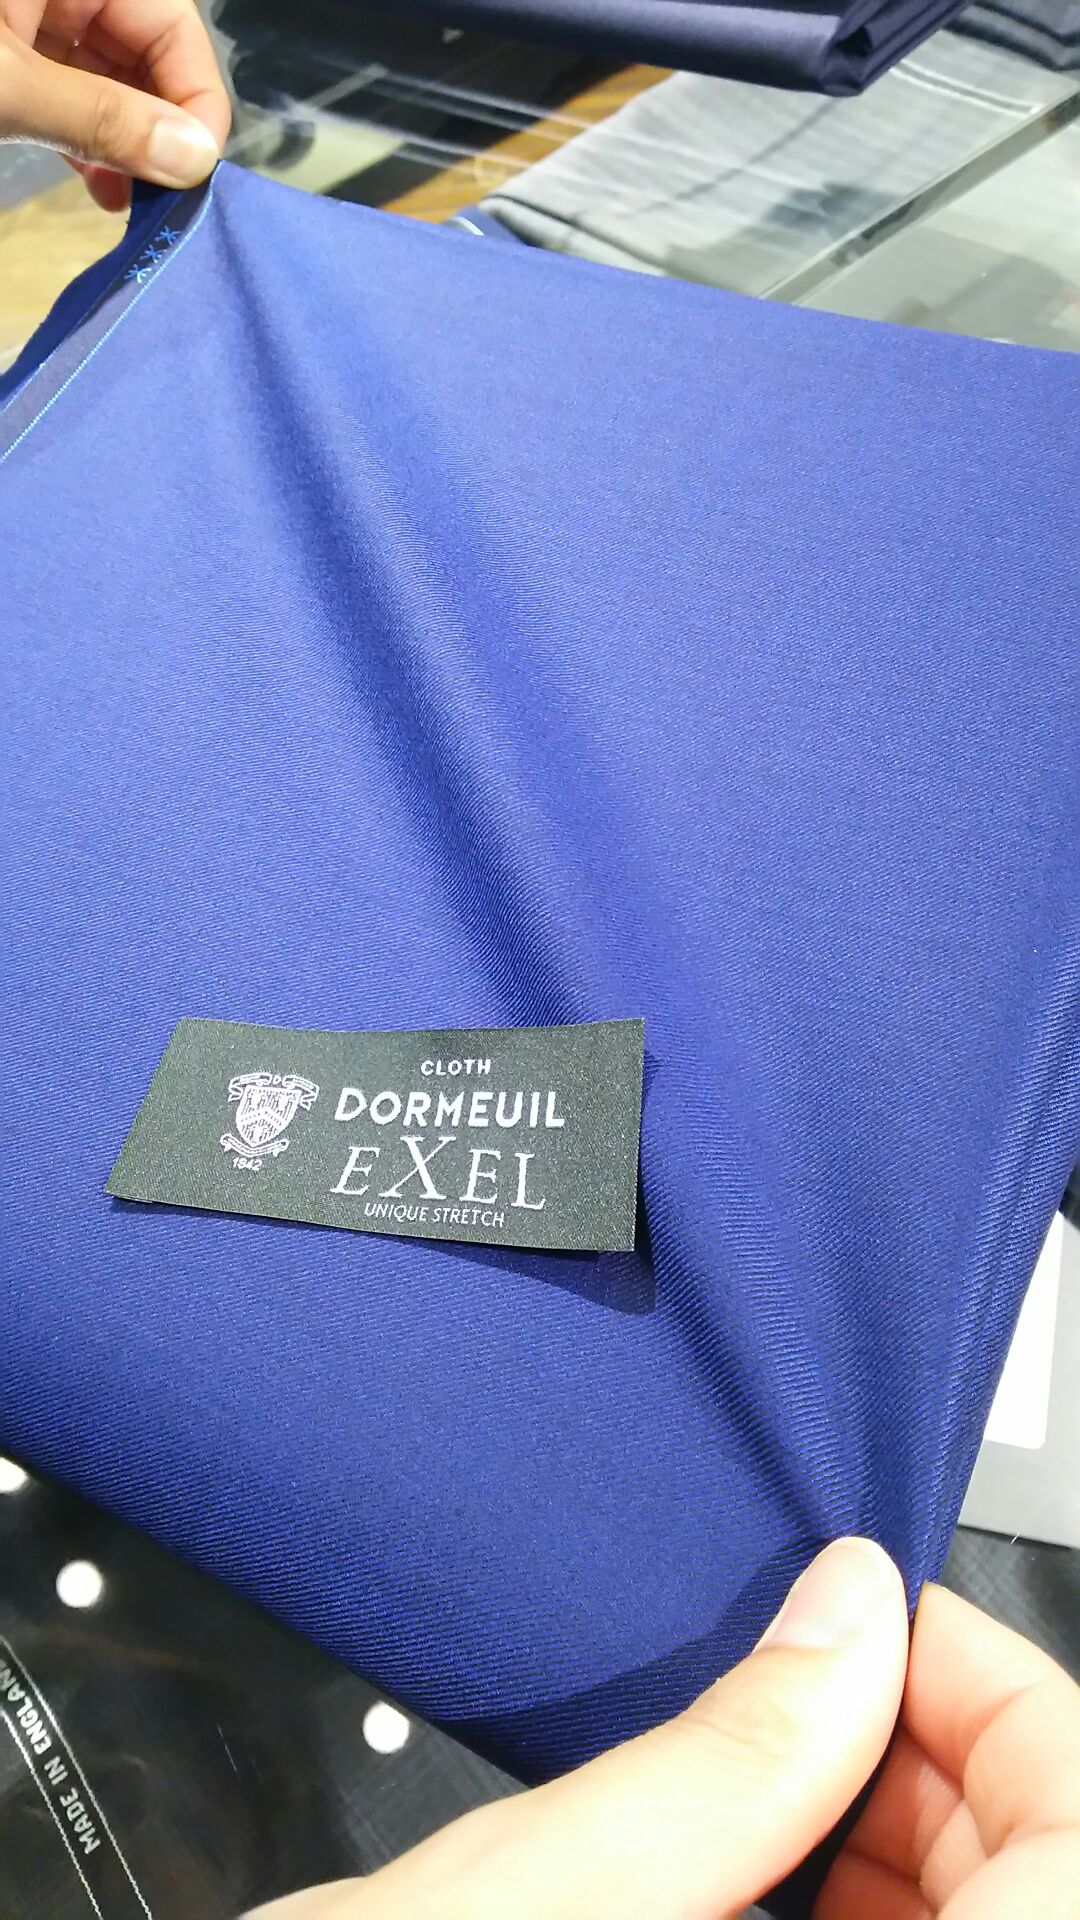 CLOTH
DORMEUIL
EXEL
UNIQUE STRETCH
1842
MADE IN ENGLAND